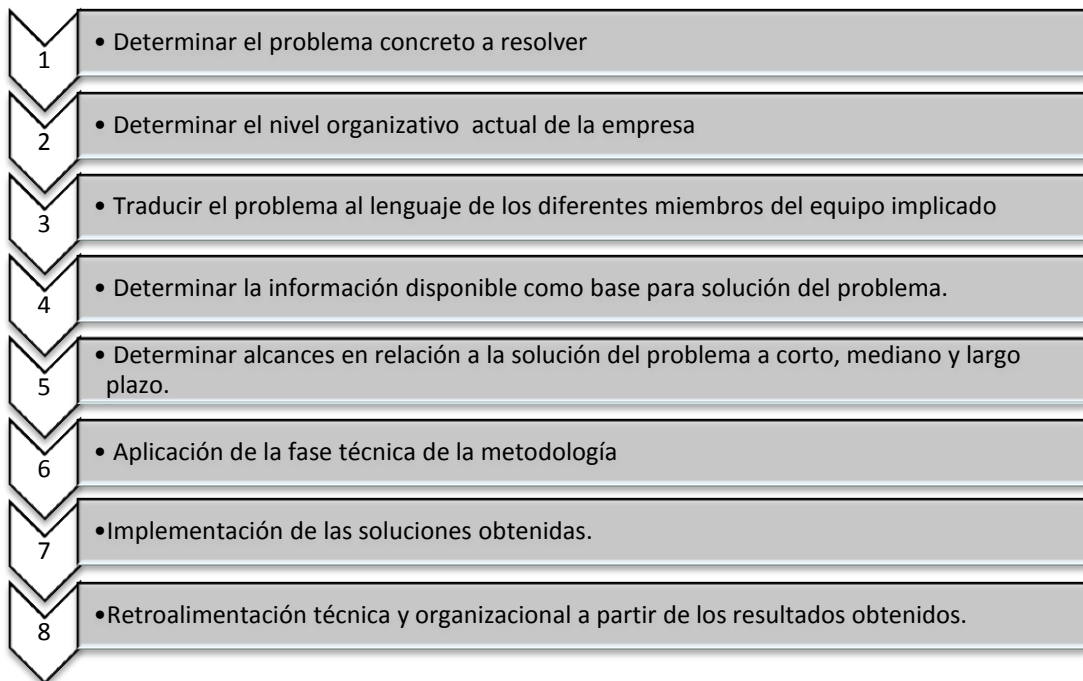 1
• Determinar el problema concreto a resolver
2
• Determinar el nivel organizativo actual de la empresa
3
• Traducir el problema al lenguaje de los diferentes miembros del equipo implicado
4
• Determinar la información disponible como base para solución del problema.
5
• Determinar alcances en relación a la solución del problema a corto, mediano y largo
plazo.
6
• Aplicación de la fase técnica de la metodología
7
•Implementación de las soluciones obtenidas.
8
•Retroalimentación técnica y organizacional a partir de los resultados obtenidos.